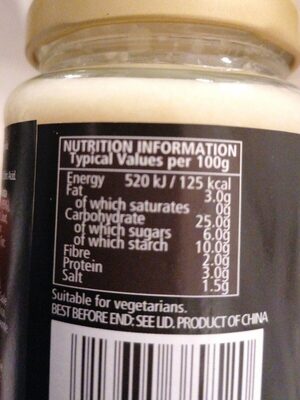 NUTRITION INFORMATION
Typical Values per 100g
Energy 520 kJ / 125 kcal
Fat 3.0g
of which saturates 0g
Carbohydrate 25.0g
of which sugars 6.0g
of which starch 10.0g
Fibre 2.0g
Protein 3.0g
Salt 1.5g
Suitable for vegetarians.
BEST BEFORE END: SEE LID. PRODUCT OF CHINA